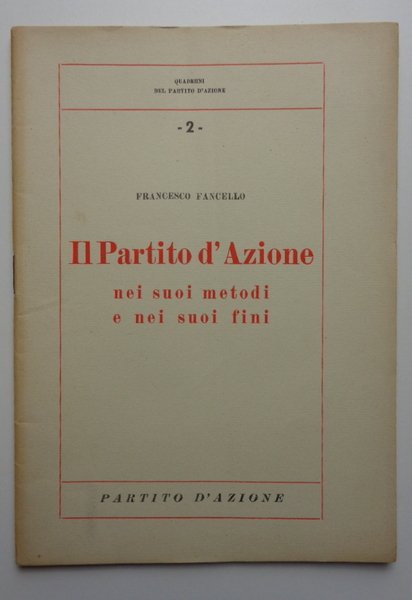 QUADERNI
DEL PARTITO D'AZIONE
- 2 -
FRANCESCO FANCELLO
Il Partito d'Azione
nei suoi metodi
e nei suoi fini
PARTITO D'AZIONE